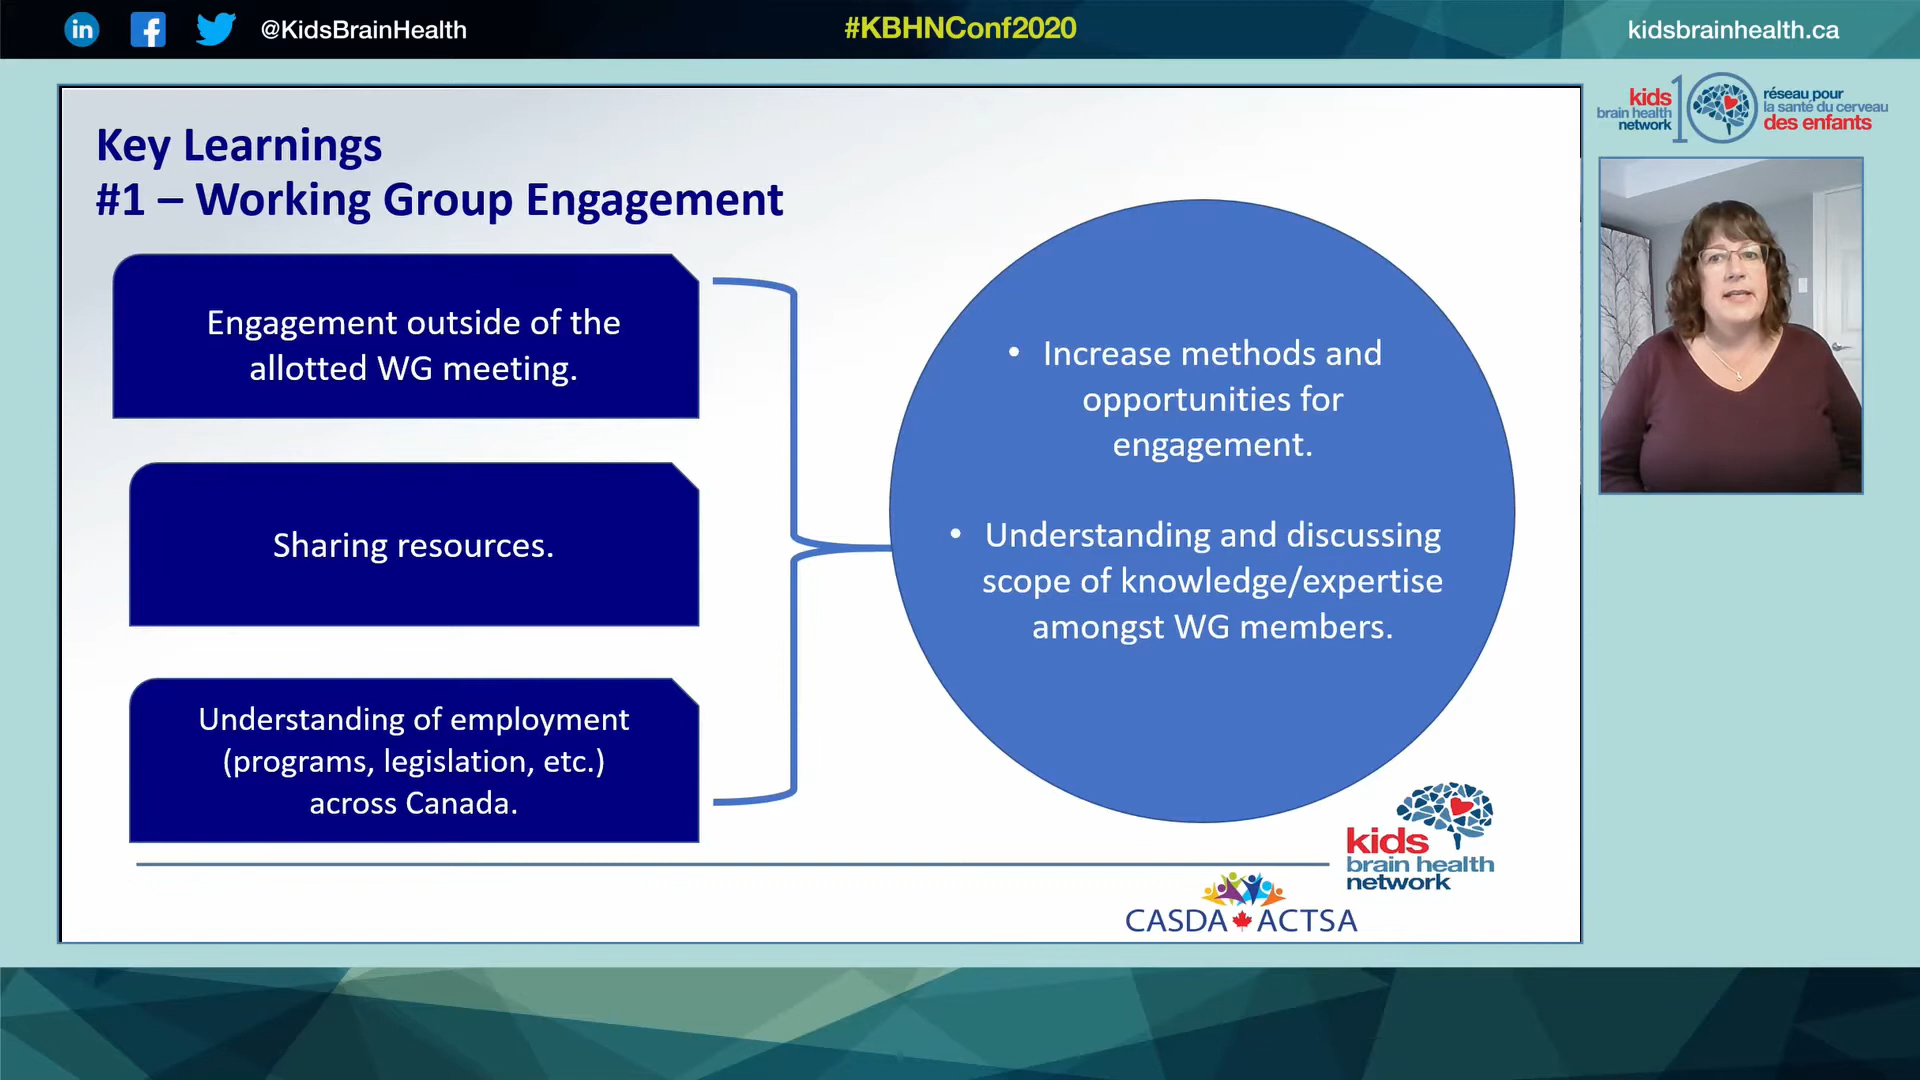 @KidsBrainHealth
#KBHNConf2020
kidsbrainhealth.ca
kids
brain health
network
10
réseau pour
la santé du cerveau
des enfants
Key Learnings
#1 – Working Group Engagement
Engagement outside of the
allotted WG meeting.
Sharing resources.
Understanding of employment
(programs, legislation, etc.)
across Canada.
• Increase methods and
opportunities for
engagement.
• Understanding and discussing
scope of knowledge/expertise
amongst WG members.
kids
brain health
network
CASDA ACTSA